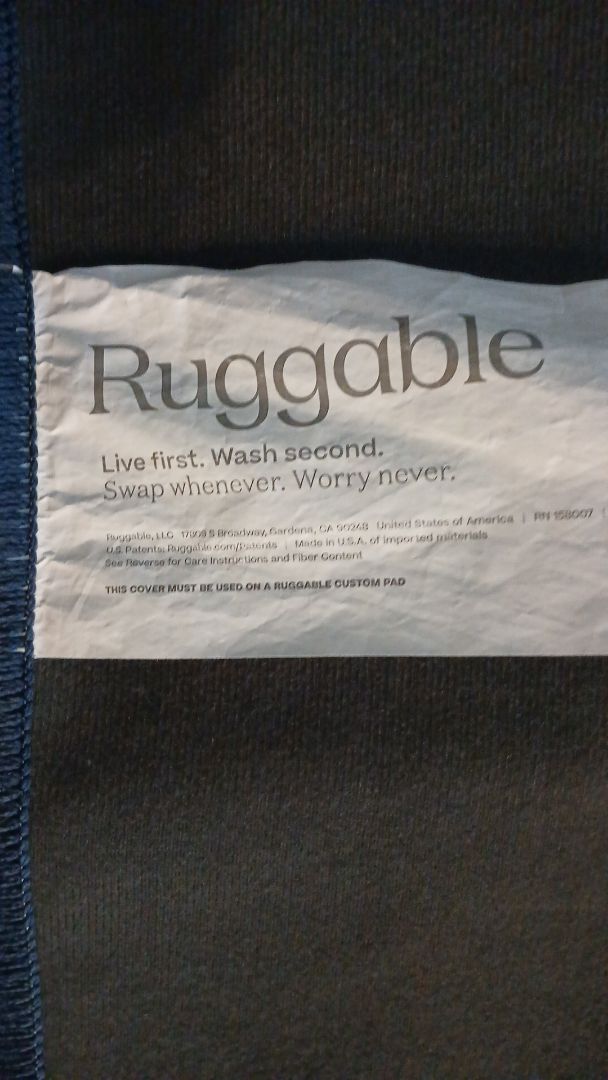 Ruggable
Live first. Wash second.
Swap whenever. Worry never.
Ruggable, LLC S Broadway, Gardena, CA 90248 United States of America | RN 158007 |
U.S. Patents: Ruggable.com/patents | Made in U.S.A. of imported materials
See Reverse for Care Instructions and Fiber Content
THIS COVER MUST BE USED ON A RUGGABLE CUSTOM PAD